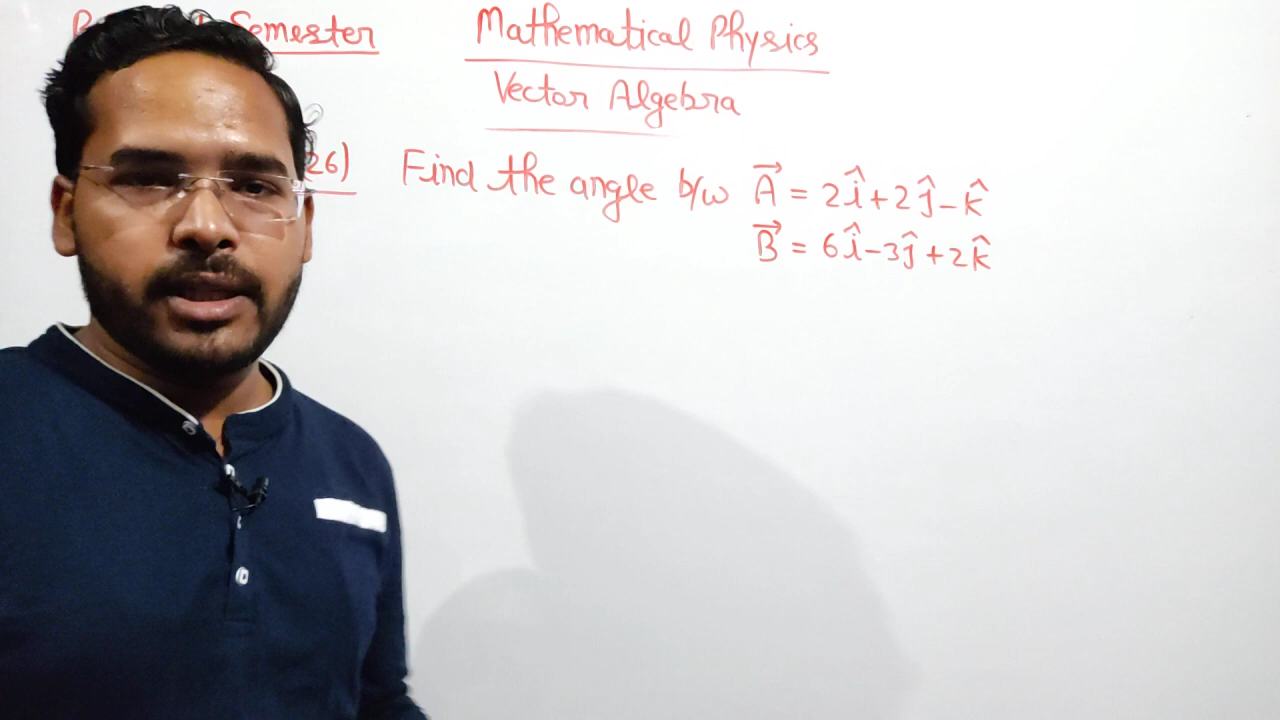 Semester
Mathematical Physics
Vector Algebra
26) Find the angle b/w A⃗ = 2î+2ĵ-k̂
B⃗ = 6î-3ĵ+2k̂